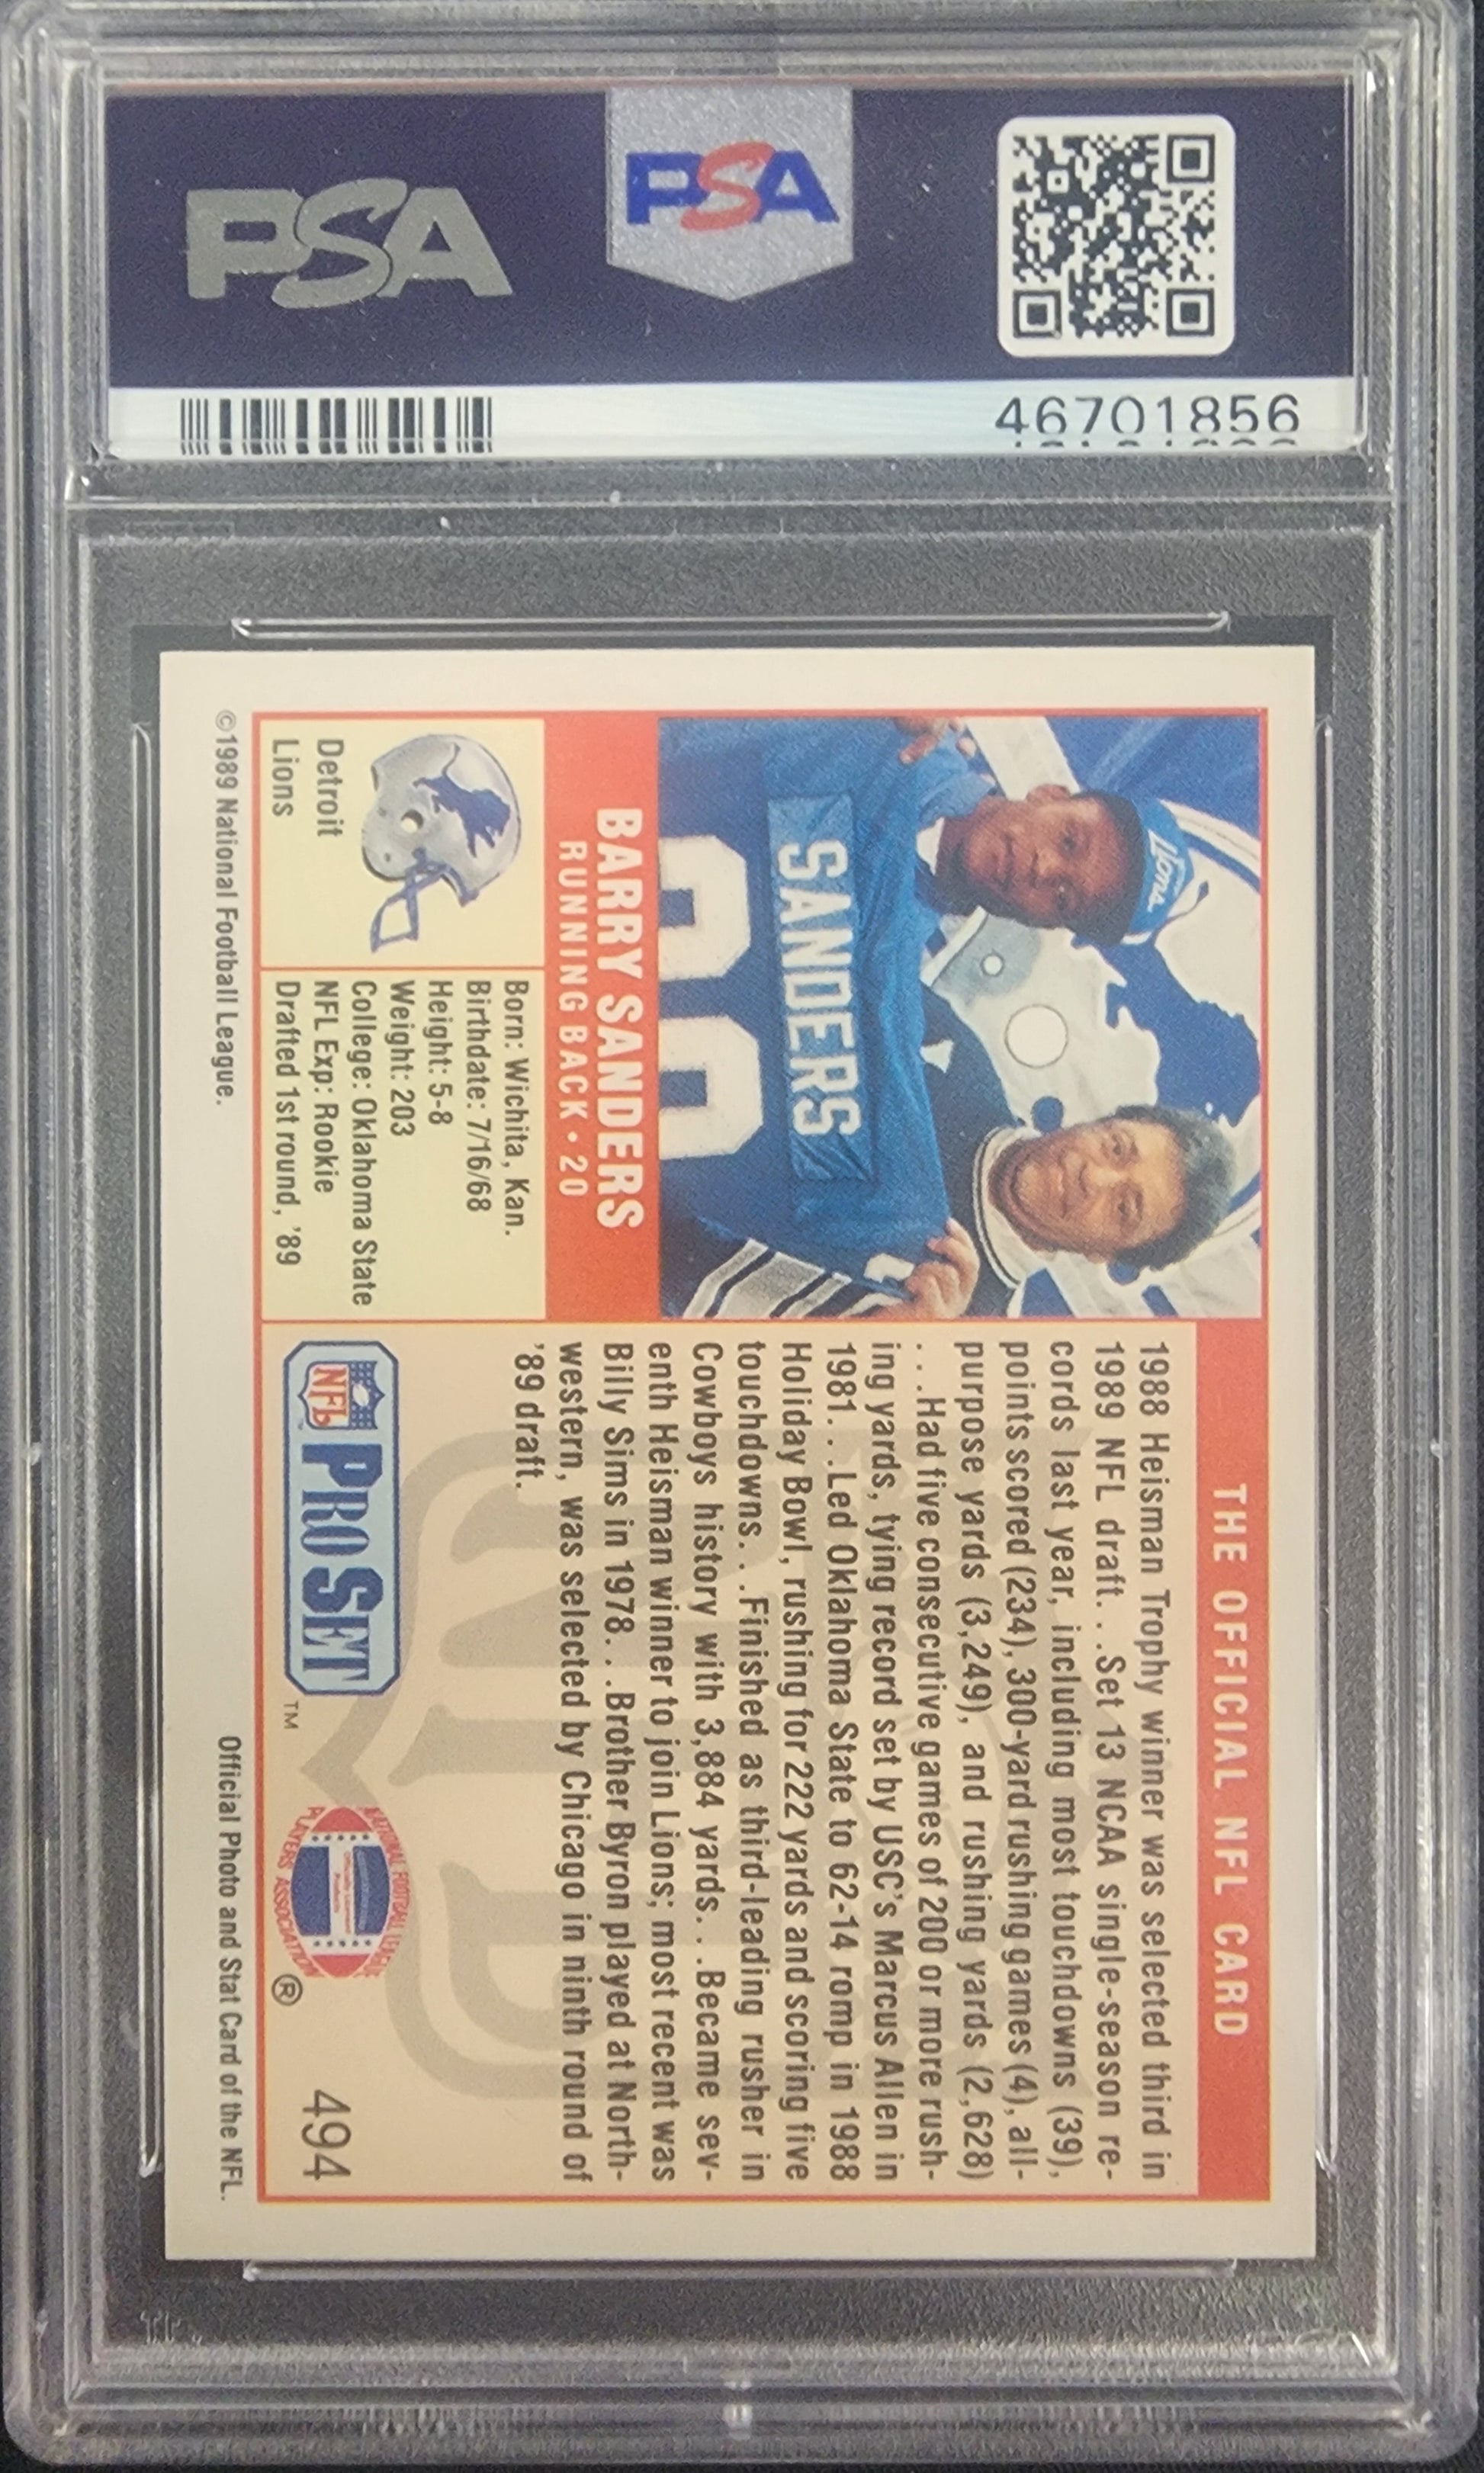 PSA
PSA
46701856
THE OFFICIAL NFL CARD
Lions
SANDERS
BARRY SANDERS
RUNNING BACK • 20
Detroit
Lions
Born: Wichita, Kan.
Birthdate: 7/16/68
Height: 5-8
Weight: 203
College: Oklahoma State
NFL Exp: Rookie
Drafted 1st round, '89
1988 Heisman Trophy winner was selected third in
1989 NFL draft. . .Set 13 NCAA single-season re-
cords last year, including most touchdowns (39),
points scored (234), 300-yard rushing games (4), all-
purpose yards (3,249), and rushing yards (2,628)
. . .Had five consecutive games of 200 or more rush-
ing yards, tying record set by USC's Marcus Allen in
1981. . .Led Oklahoma State to 62-14 romp in 1988
Holiday Bowl, rushing for 222 yards and scoring five
touchdowns. . .Finished as third-leading rusher in
Cowboys history with 3,884 yards. . .Became sev-
enth Heisman winner to join Lions; most recent was
Billy Sims in 1978. . .Brother Byron played at North-
western, was selected by Chicago in ninth round of
'89 draft.
NFL PRO SET ™
NATIONAL FOOTBALL LEAGUE
PLAYERS ASSOCIATION
®
494
©1989 National Football League.
Official Photo and Stat Card of the NFL.